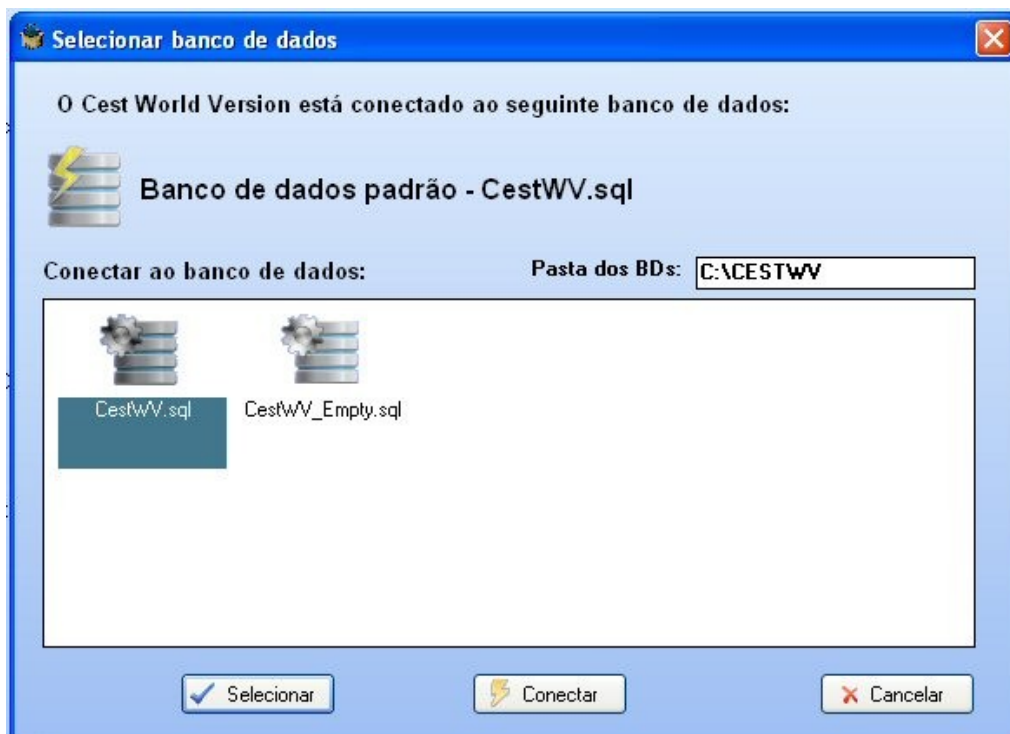 Selecionar banco de dados
O Cest World Version está conectado ao seguinte banco de dados:
Banco de dados padrão - CestWV.sql
Conectar ao banco de dados:
Pasta dos BDs: C:\CESTWV
CestWV.sql
CestWV_Empty.sql
Selecionar
Conectar
Cancelar